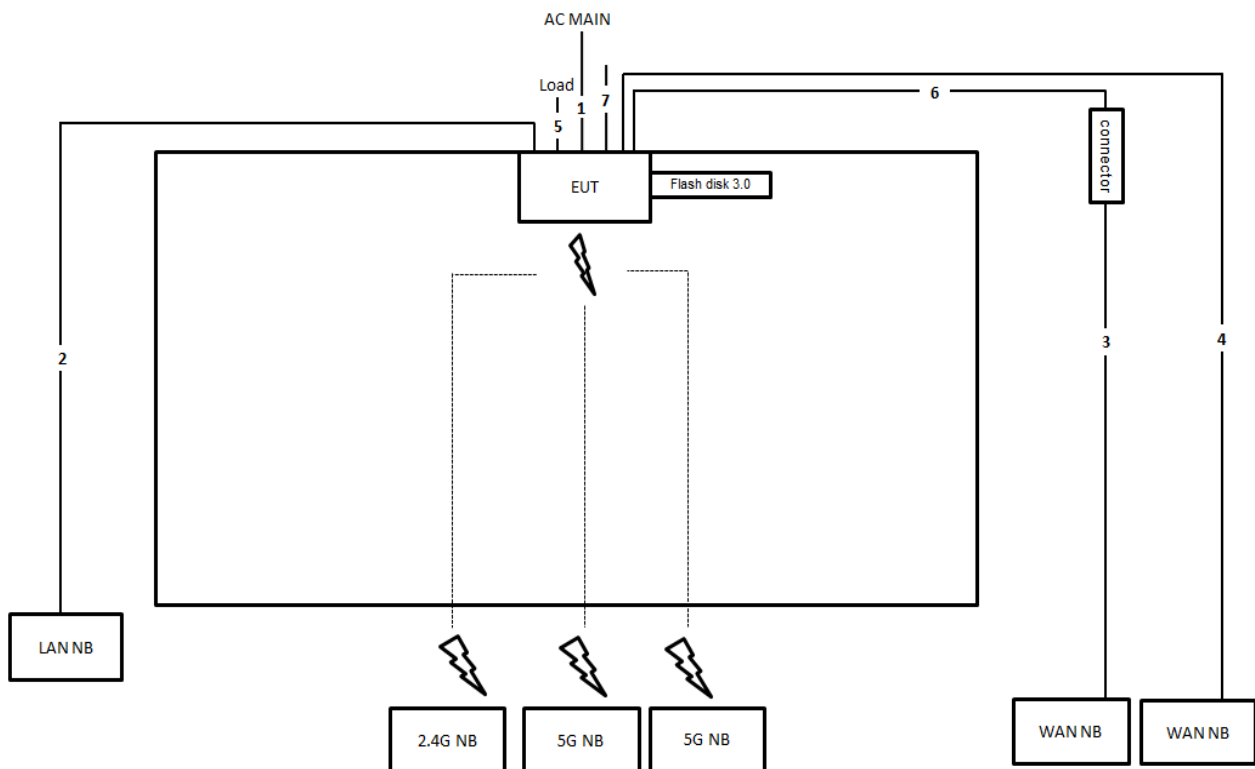 AC MAIN
Load
1
7
5
6
connector
EUT
Flash disk 3.0
2
3
4
LAN NB
2.4G NB
5G NB
5G NB
WAN NB
WAN NB